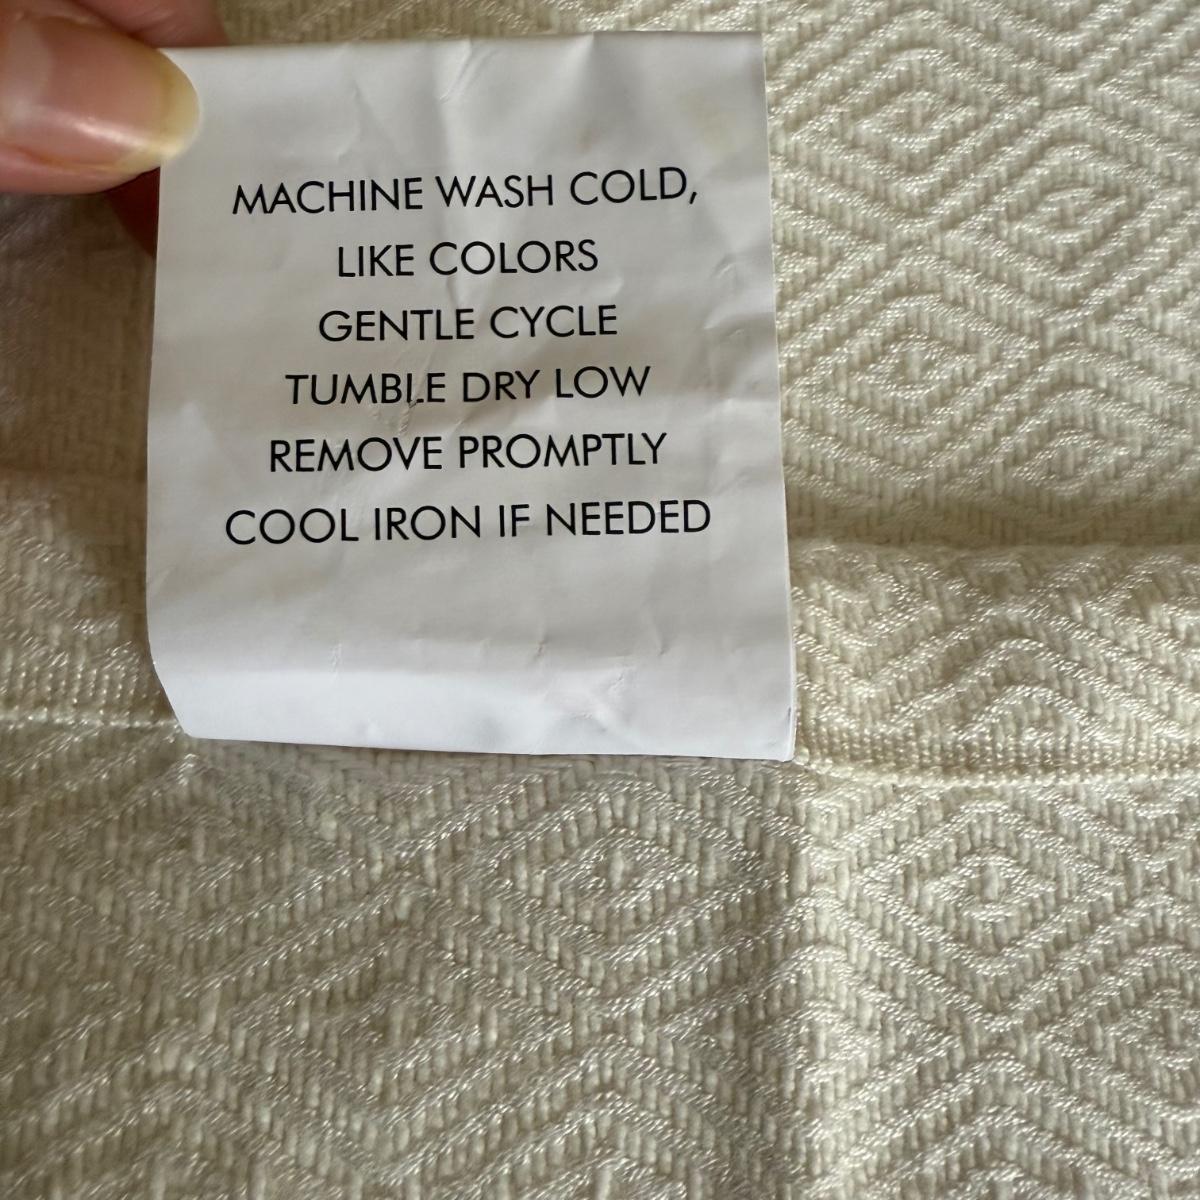 MACHINE WASH COLD,
LIKE COLORS
GENTLE CYCLE
TUMBLE DRY LOW
REMOVE PROMPTLY
COOL IRON IF NEEDED